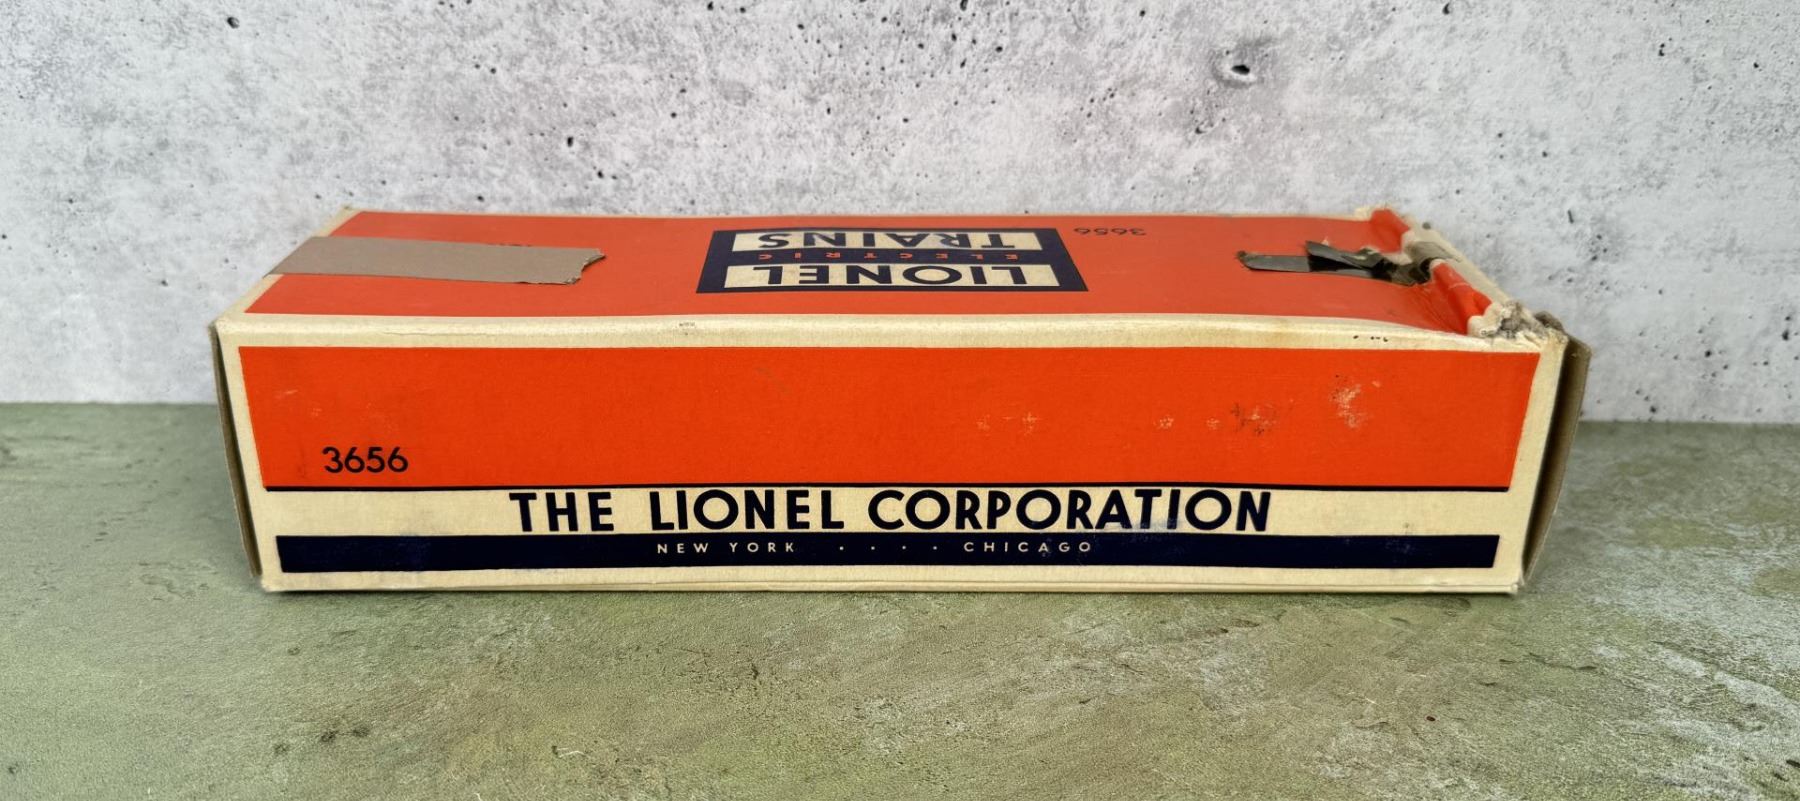 3656
LIONEL
ELECTRIC
TRAINS
3656
THE LIONEL CORPORATION
NEW YORK . . . . CHICAGO